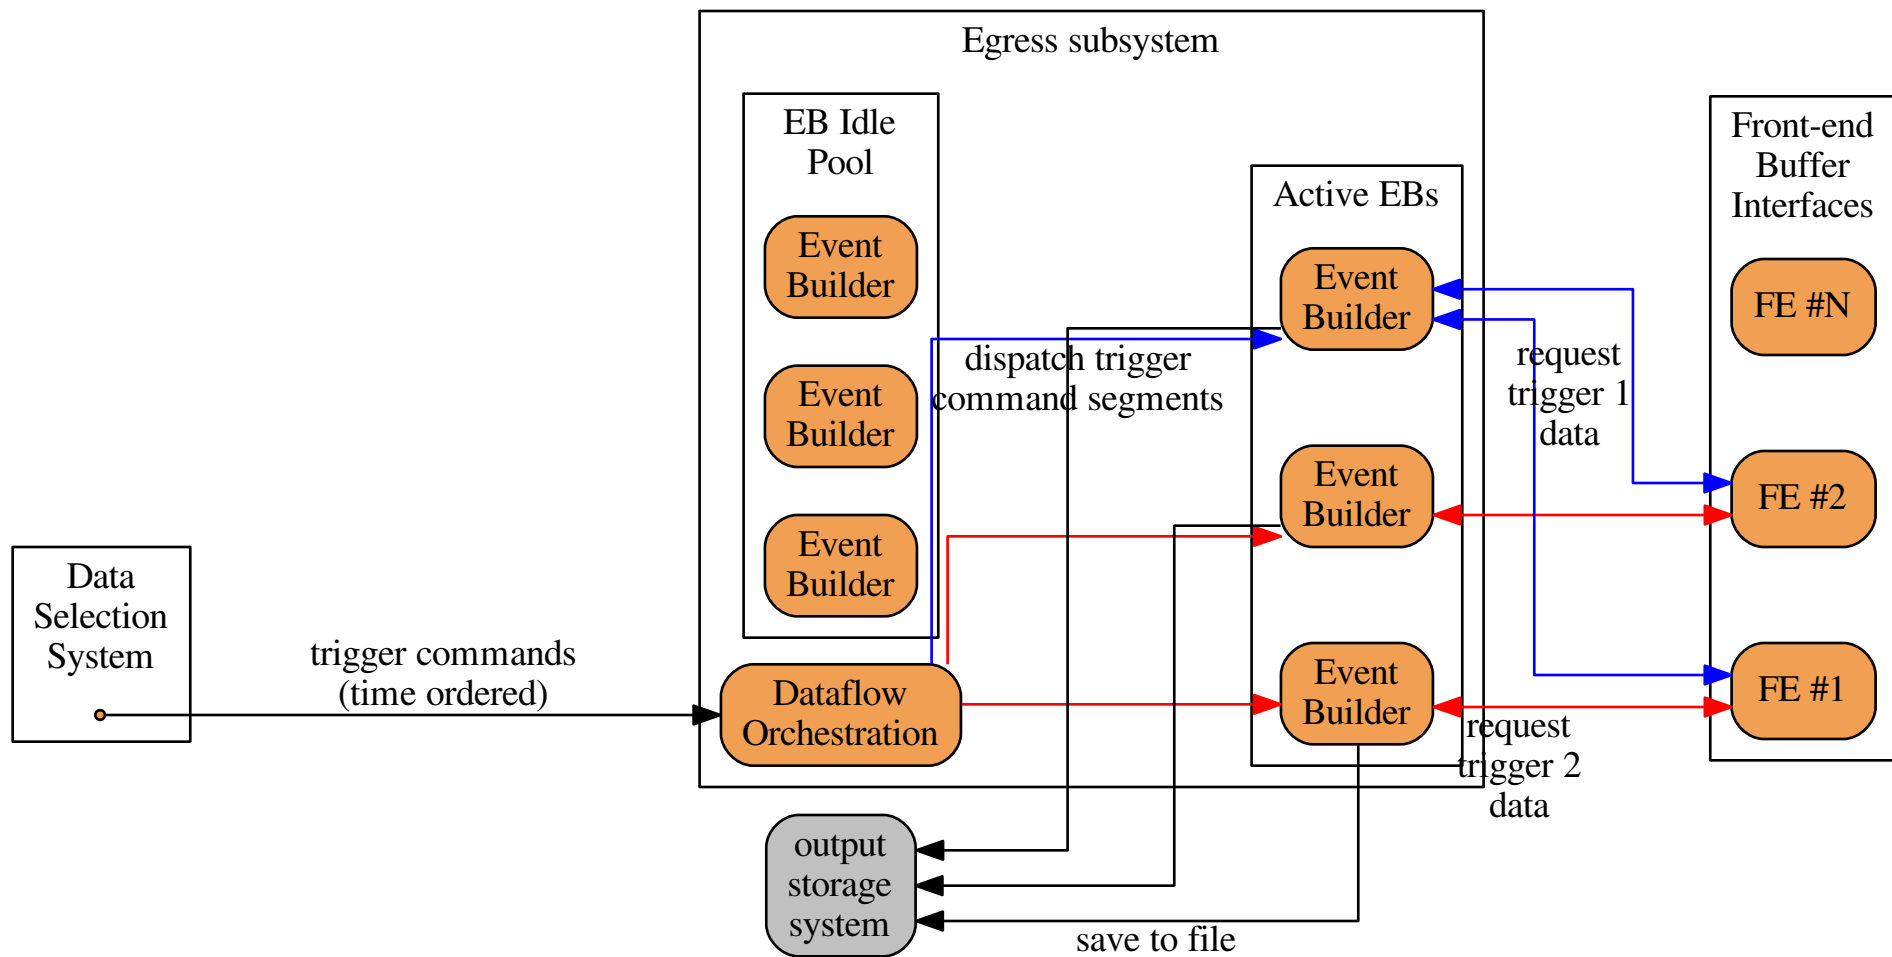 Egress subsystem
EB Idle
Pool
Event
Builder
Event
Builder
Event
Builder
Active EBs
Event
Builder
Event
Builder
Event
Builder
Front-end
Buffer
Interfaces
FE #N
FE #2
FE #1
dispatch trigger
command segments
request
trigger 1
data
request
trigger 2
data
Data
Selection
System
trigger commands
(time ordered)
Dataflow
Orchestration
output
storage
system
save to file